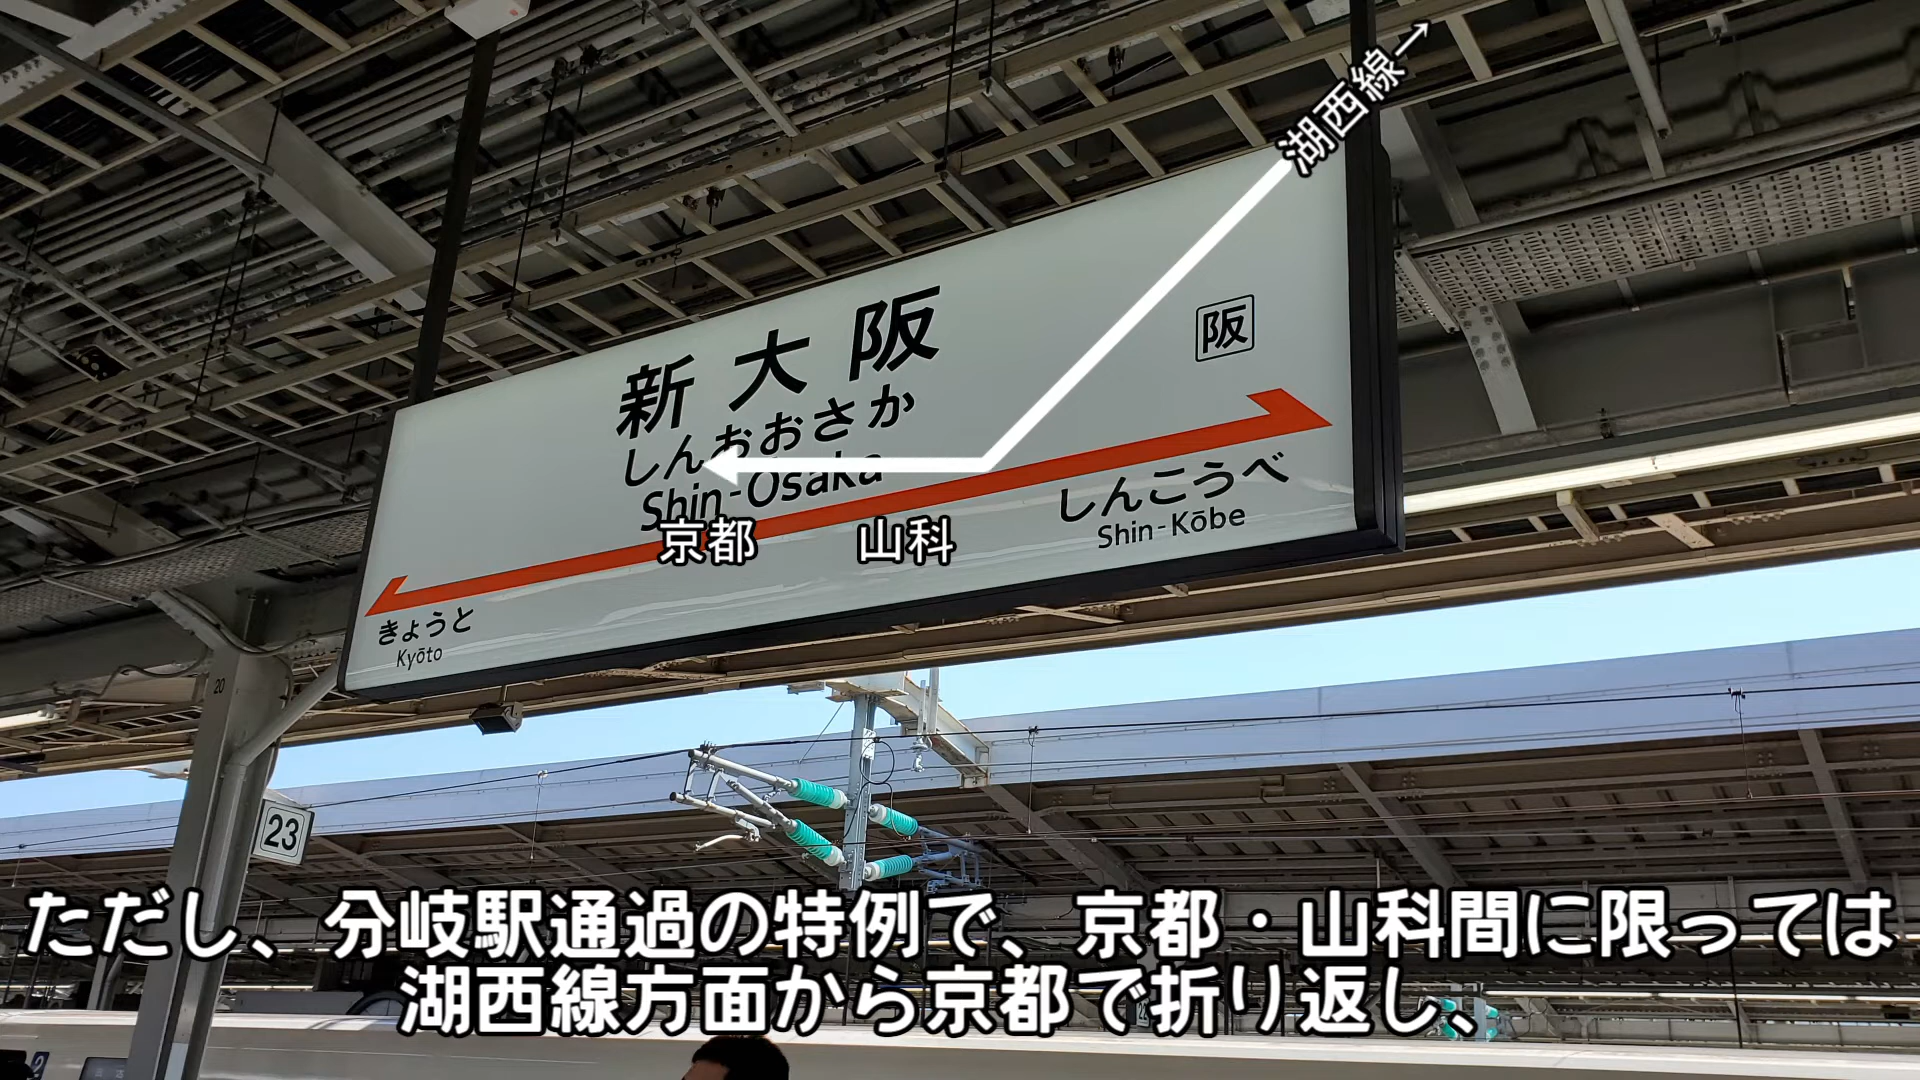 湖西線→
阪
新大阪
しんおおさか
Shin-Osaka
しんこうべ
Shin-Kōbe
京都
山科
きょうと
Kyōto
20
23
ただし、分岐駅通過の特例で、京都・山科間に限っては
湖西線方面から京都で折り返し、